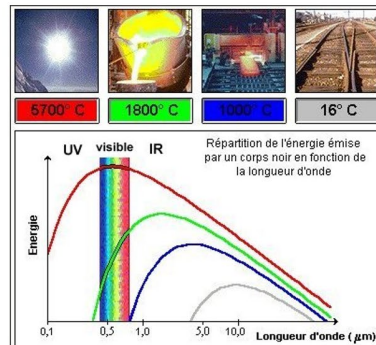 6700° C
1800° C
1000° C
16° C
Répartition de l'énergie émise
par un corps noir en fonction de
la longueur d'onde
UV
visible
IR
Energie
0,1
0,5
1,0
5,0
10,0
Longueur d'onde (µm)